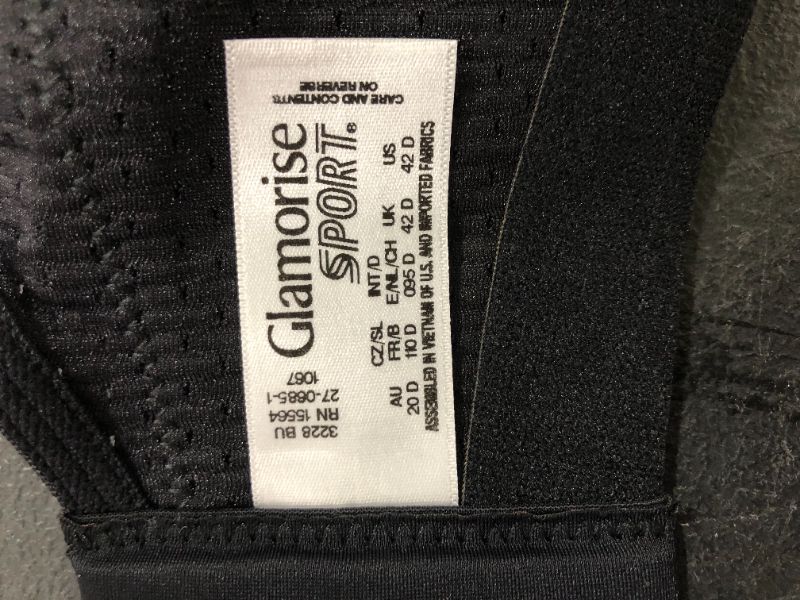 CARE AND CONTENTS
ON REVERSE
Glamorise
SPORT®
3228 BU
RN 15564
27-0685-1
1067
CZ/SL INT/D
AU FR/B E/NL/CH UK US
20 D 110 D 095 D 42 D 42 D
ASSEMBLED IN VIETNAM OF U.S. AND IMPORTED FABRICS